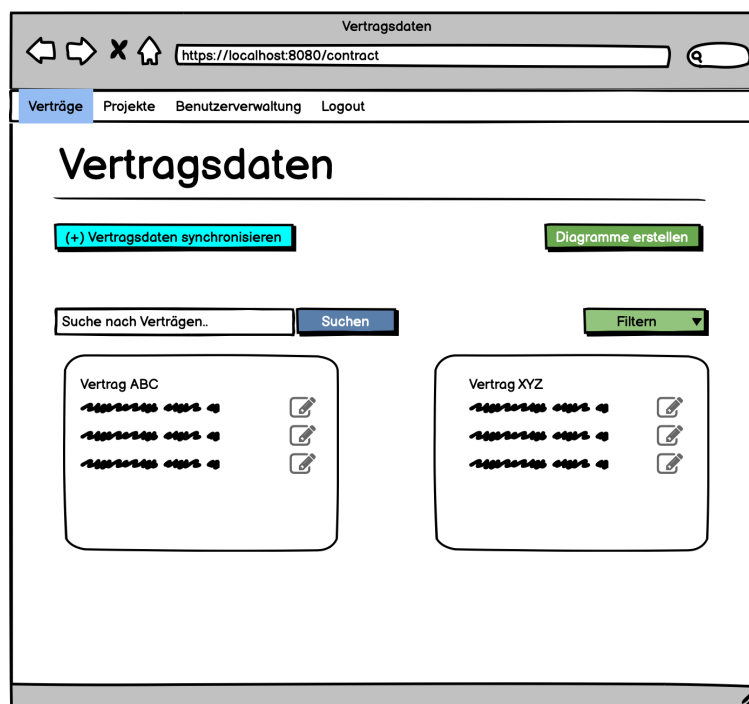 Vertragsdaten
https://localhost:8080/contract
Verträge Projekte Benutzerverwaltung Logout
Vertragsdaten
(+) Vertragsdaten synchronisieren Diagramme erstellen
Suche nach Verträgen.. Suchen Filtern
Vertrag ABC Vertrag XYZ